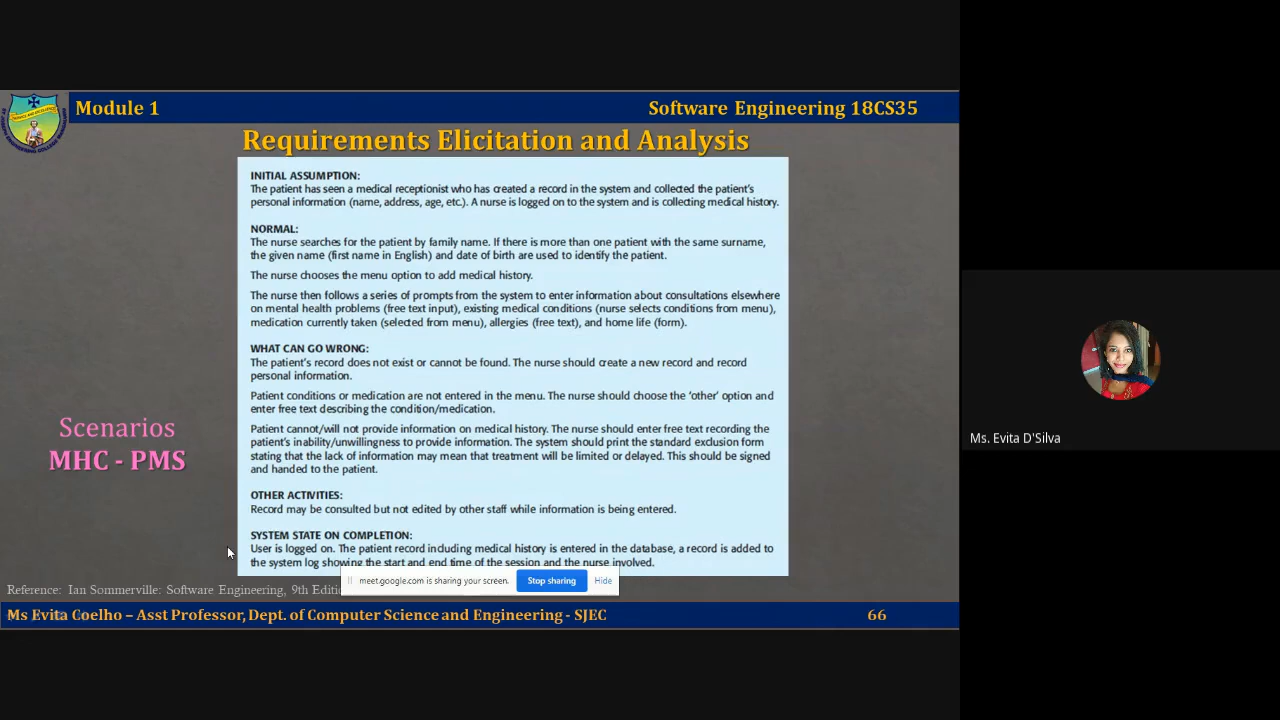 Module 1
Software Engineering 18CS35
Requirements Elicitation and Analysis
INITIAL ASSUMPTION:
The patient has seen a medical receptionist who has created a record in the system and collected the patient's
personal information (name, address, age, etc.). A nurse is logged on to the system and is collecting medical history.
NORMAL:
The nurse searches for the patient by family name. If there is more than one patient with the same surname,
the given name (first name in English) and date of birth are used to identify the patient.
The nurse chooses the menu option to add medical history.
The nurse then follows a series of prompts from the system to enter information about consultations elsewhere
on mental health problems (free text input), existing medical conditions (nurse selects conditions from menu),
medication currently taken (selected from menu), allergies (free text), and home life (form).
WHAT CAN GO WRONG:
The patient's record does not exist or cannot be found. The nurse should create a new record and record
personal information.
Patient conditions or medication are not entered in the menu. The nurse should choose the 'other' option and
enter free text describing the condition/medication.
Patient cannot/will not provide information on medical history. The nurse should enter free text recording the
patient's inability/unwillingness to provide information. The system should print the standard exclusion form
stating that the lack of information may mean that treatment will be limited or delayed. This should be signed
and handed to the patient.
OTHER ACTIVITIES:
Record may be consulted but not edited by other staff while information is being entered.
SYSTEM STATE ON COMPLETION:
User is logged on. The patient record including medical history is entered in the database, a record is added to
the system log showing the start and end time of the session and the nurse involved.
Scenarios
MHC - PMS
Ms. Evita D'Silva
meet.google.com is sharing your screen.
Stop sharing
Hide
Reference: Ian Sommerville: Software Engineering, 9th Editi
Ms Evita Coelho – Asst Professor, Dept. of Computer Science and Engineering - SJEC
66